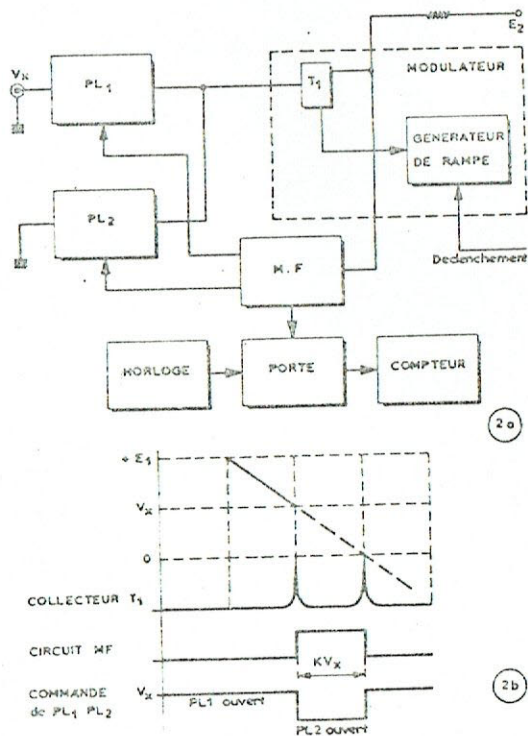 E2
Vx
PL1
T1
MODULATEUR
GENERATEUR
DE RAMPE
PL2
Declenchement
M.F
HORLOGE
PORTE
COMPTEUR
2a
+ E1
Vx
0
COLLECTEUR T1
CIRCUIT MF
KVx
COMMANDE
de PL1 PL2
Vx
PL1 ouvert
PL2 ouvert
2b